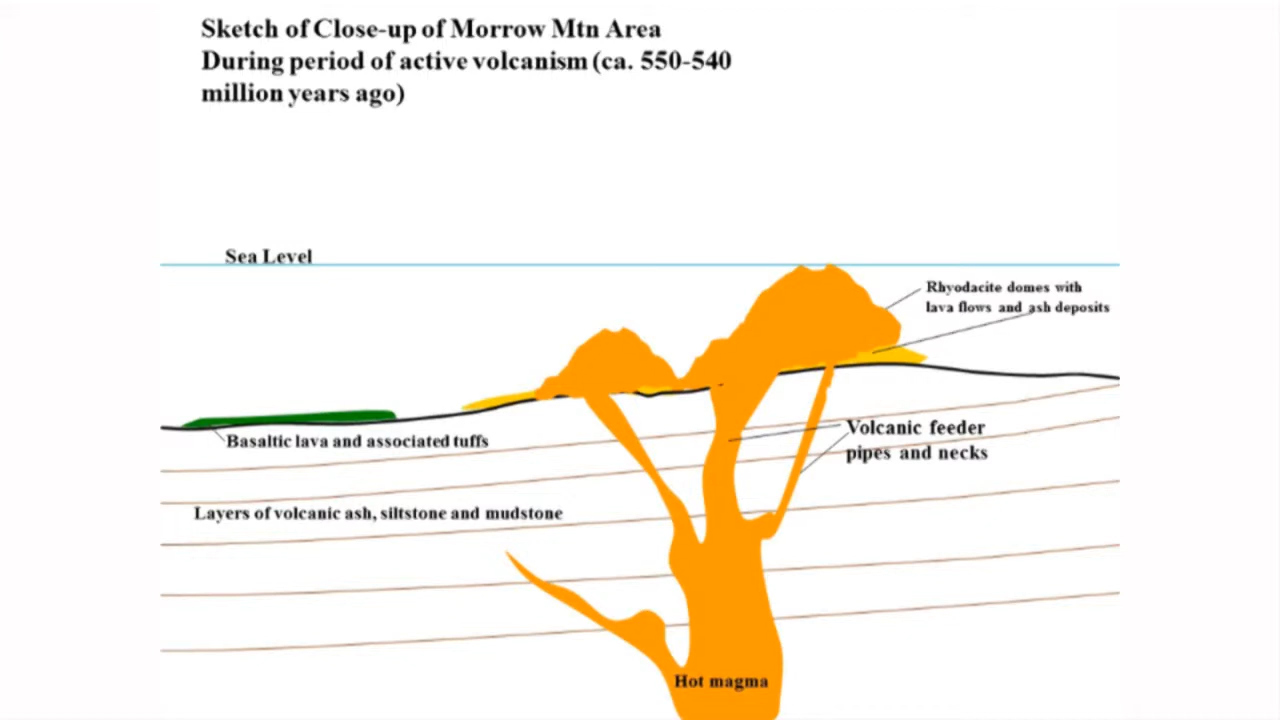 Sketch of Close-up of Morrow Mtn Area
During period of active volcanism (ca. 550-540
million years ago)
Sea Level
Rhyodacite domes with
lava flows and ash deposits
Volcanic feeder
pipes and necks
Basaltic lava and associated tuffs
Layers of volcanic ash, siltstone and mudstone
Hot magma